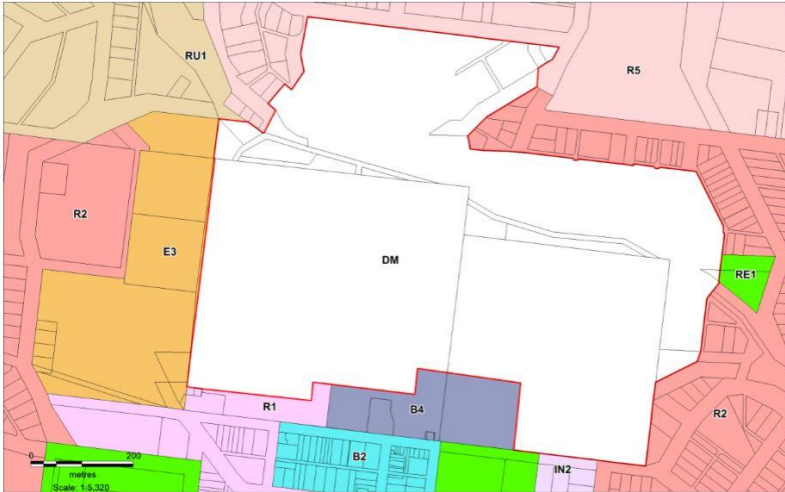 RU1
R5
R2
E3
DM
RE1
R1
B4
R2
B2
IN2
0 200
metres
Scale: 1:5,320